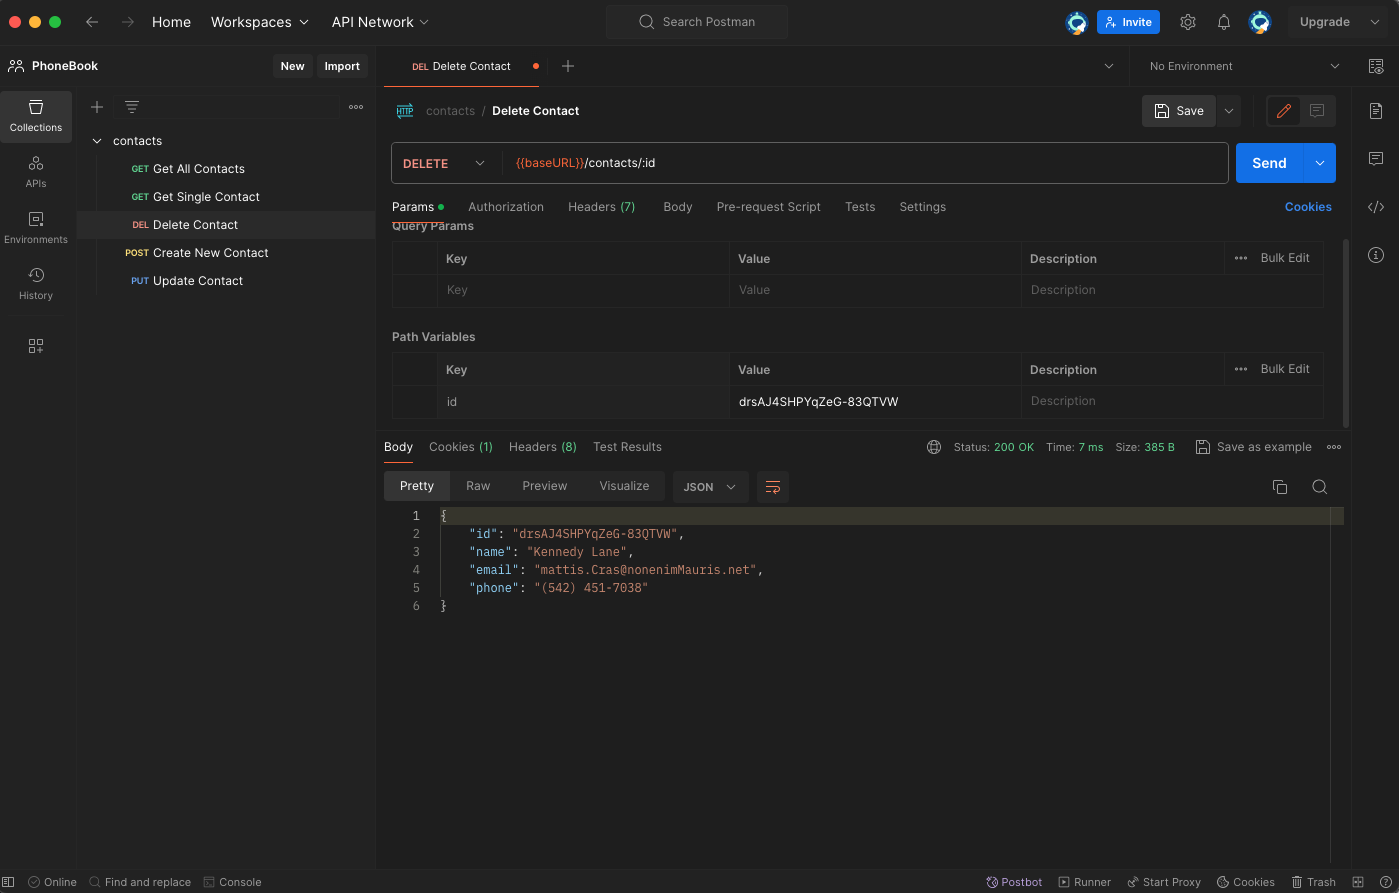 Home Workspaces API Network Search Postman Invite Upgrade
PhoneBook New Import DEL Delete Contact No Environment
Collections
APIs
Environments
History
contacts
GET Get All Contacts
GET Get Single Contact
DEL Delete Contact
POST Create New Contact
PUT Update Contact
HTTP contacts / Delete Contact Save
DELETE {{baseURL}}/contacts/:id Send
Params Authorization Headers (7) Body Pre-request Script Tests Settings Cookies
Query Params
Key Value Description Bulk Edit
Key Value Description
Path Variables
Key Value Description Bulk Edit
id drsAJ4SHPYqZeG-83QTVW Description
Body Cookies (1) Headers (8) Test Results Status: 200 OK Time: 7 ms Size: 385 B Save as example
Pretty Raw Preview Visualize JSON
1 {
2 "id": "drsAJ4SHPYqZeG-83QTVW",
3 "name": "Kennedy Lane",
4 "email": "mattis.Cras@nonenimMauris.net",
5 "phone": "(542) 451-7038"
6 }
Online Find and replace Console Postbot Runner Start Proxy Cookies Trash